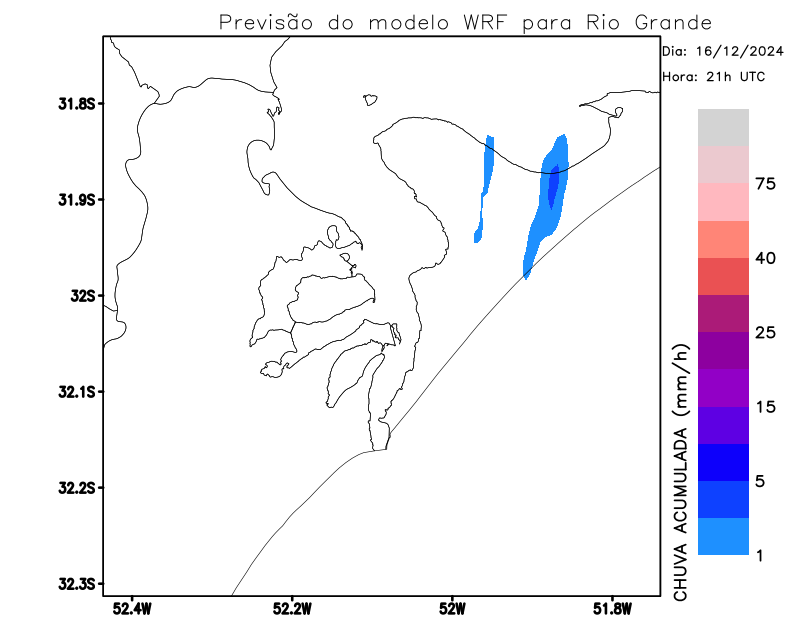 Previsão do modelo WRF para Rio Grande
Dia: 16/12/2024
Hora: 21h UTC
31.8S
31.9S
32S
32.1S
32.2S
32.3S
52.4W
52.2W
52W
51.8W
75
40
25
15
5
1
CHUVA ACUMULADA (mm/h)